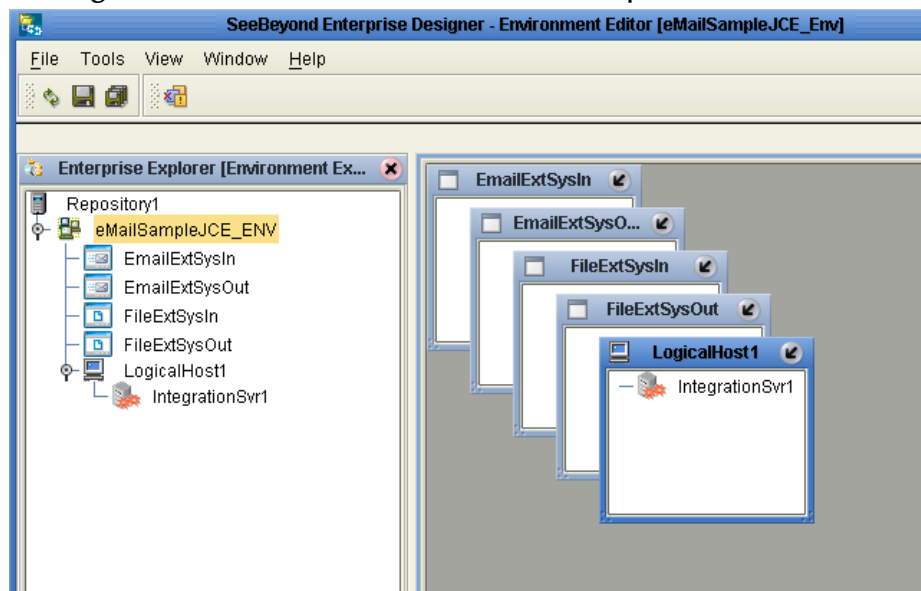 SeeBeyond Enterprise Designer - Environment Editor [eMailSampleJCE_Env]
File Tools View Window Help
Enterprise Explorer [Environment Ex...
Repository1
eMailSampleJCE_ENV
EmailExtSysIn
EmailExtSysOut
FileExtSysIn
FileExtSysOut
LogicalHost1
IntegrationSvr1
EmailExtSysIn
EmailExtSysO...
FileExtSysIn
FileExtSysOut
LogicalHost1
IntegrationSvr1